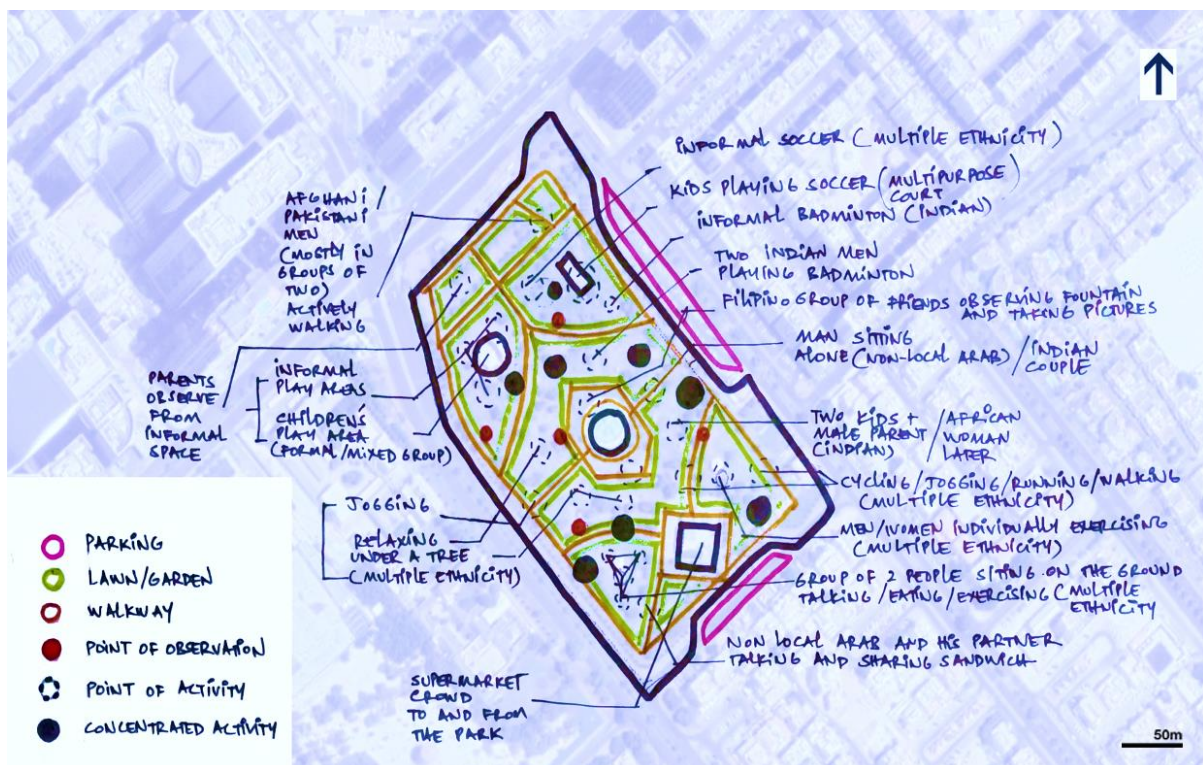 INFORMAL SOCCER (MULTIPLE ETHNICITY)
KIDS PLAYING SOCCER (MULTIPURPOSE
COURT
INFORMAL BADMINTON (INDIAN)
TWO INDIAN MEN
PLAYING BADMINTON
FILIPINO GROUP OF FRIENDS OBSERVING FOUNTAIN
AND TAKING PICTURES
MAN SITING
ALONE (NON-LOCAL ARAB) / INDIAN
COUPLE
TWO KIDS +
MALE PARENT
(INDIAN)
/ AFRICAN
WOMAN
LATER
CYCLING / JOGGING / RUNNING / WALKING
(MULTIPLE ETHNICITY)
MEN/WOMEN INDIVIDUALLY EXERCISING
(MULTIPLE ETHNICITY)
GROUP OF 2 PEOPLE SITING ON THE GROUND
TALKING / EATING / EXERCISING (MULTIPLE
ETHNICITY
NON LOCAL ARAB AND HIS PARTNER
TALKING AND SHARING SANDWICH
AFGHANI /
PAKISTANI
MEN
(MOSTLY IN
GROUPS OF
TWO)
ACTIVELY
WALKING
PARENTS
OBSERVE
FROM
INFORMAL
SPACE
INFORMAL
PLAY AREAS
CHILDREN'S
PLAY AREA
(FORMAL/MIXED GROUP)
JOGGING
RELAXING
UNDER A TREE
(MULTIPLE ETHNICITY)
SUPERMARKET
CROWD
TO AND FROM
THE PARK
PARKING
LAWN/GARDEN
WALKWAY
POINT OF OBSERVATION
POINT OF ACTIVITY
CONCENTRATED ACTIVITY
50m